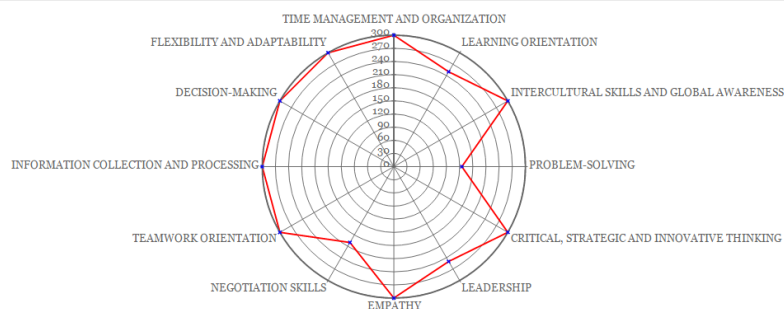 TIME MANAGEMENT AND ORGANIZATION
FLEXIBILITY AND ADAPTABILITY
LEARNING ORIENTATION
DECISION-MAKING
INTERCULTURAL SKILLS AND GLOBAL AWARENESS
INFORMATION COLLECTION AND PROCESSING
PROBLEM-SOLVING
TEAMWORK ORIENTATION
CRITICAL, STRATEGIC AND INNOVATIVE THINKING
NEGOTIATION SKILLS
LEADERSHIP
EMPATHY
300
270
240
210
180
150
120
90
60
30
0